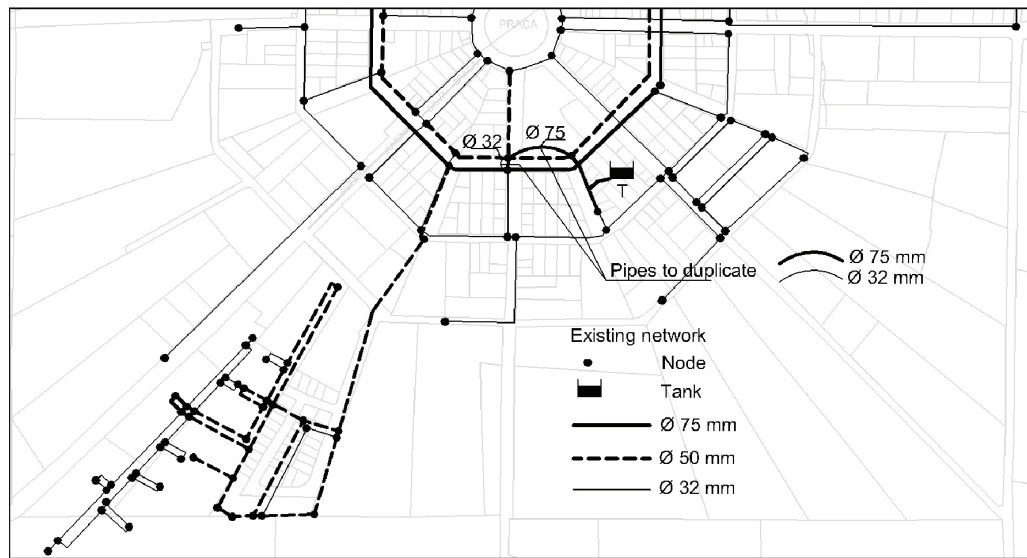 PRAÇA
Ø 32
Ø 75
T
Pipes to duplicate
Ø 75 mm
Ø 32 mm
Existing network
Node
Tank
Ø 75 mm
Ø 50 mm
Ø 32 mm